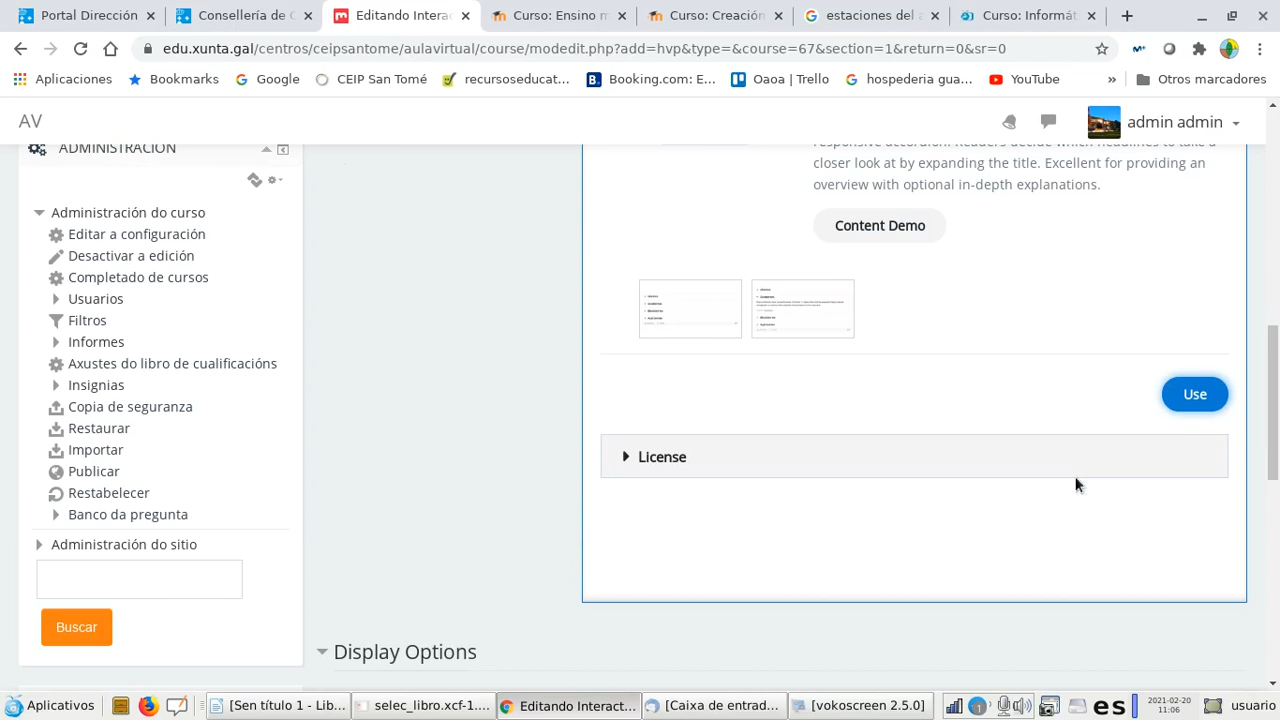 Portal Dirección
Consellería de C
Editando Interac
Curso: Ensino m
Curso: Creación
estaciones del a
Curso: Informát
edu.xunta.gal/centros/ceipsantome/aulavirtual/course/modedit.php?add=hvp&type=&course=67&section=1&return=0&sr=0
Aplicaciones
Bookmarks
Google
CEIP San Tomé
recursoseducat...
Booking.com: E...
Oaoa | Trello
hopederia gua...
YouTube
»
Otros marcadores
AV
admin admin
ADMINISTRACIÓN
Administración do curso
Editar a configuración
Desactivar a edición
Completado de cursos
Usuarios
Filtros
Informes
Axustes do libro de cualificacións
Insignias
Copia de seguranza
Restaurar
Importar
Publicar
Restabelecer
Banco da pregunta
Administración do sitio
Buscar
responsive accordion. Readers decide which headlines to take a
closer look at by expanding the title. Excellent for providing an
overview with optional in-depth explanations.
Content Demo
Use
License
Display Options
Aplicativos
[Sen título 1 - Lib...
selec_libro.xcf-1....
Editando Interact...
[Caixa de entrad...
[vokoscreen 2.5.0]
1
es
2021-02-20
11:06
usuario